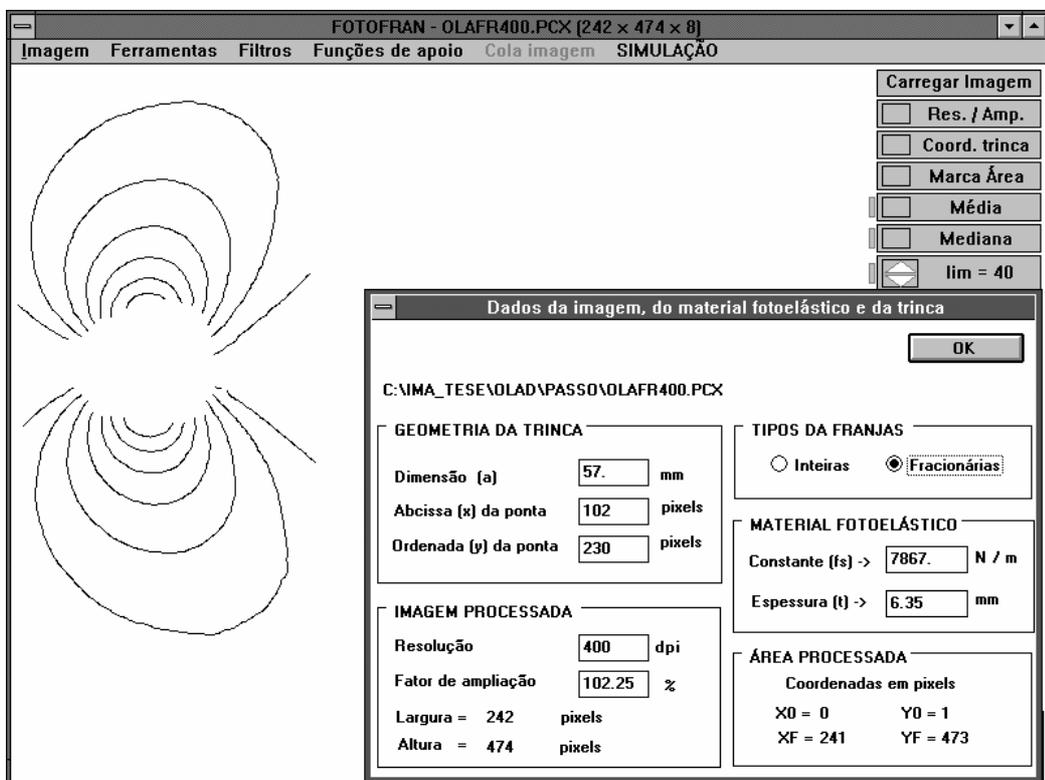 FOTOFRAN - OLAFR400.PCX (242 x 474 x 8)
Imagem Ferramentas Filtros Funções de apoio Cola imagem SIMULAÇÃO
Carregar Imagem
Res. / Amp.
Coord. trinca
Marca Área
Média
Mediana
lim = 40
Dados da imagem, do material fotoelástico e da trinca
OK
C:\IMA_TESE\OLAD\PASSO\OLAFR400.PCX
GEOMETRIA DA TRINCA
Dimensão (a) 57. mm
Abcissa (x) da ponta 102 pixels
Ordenada (y) da ponta 230 pixels
TIPOS DA FRANJAS
Inteiras Fracionárias
MATERIAL FOTOELÁSTICO
Constante (fs) -> 7867. N / m
Espessura (t) -> 6.35 mm
IMAGEM PROCESSADA
Resolução 400 dpi
Fator de ampliação 102.25 %
Largura = 242 pixels
Altura = 474 pixels
ÁREA PROCESSADA
Coordenadas em pixels
X0 = 0 Y0 = 1
XF = 241 YF = 473